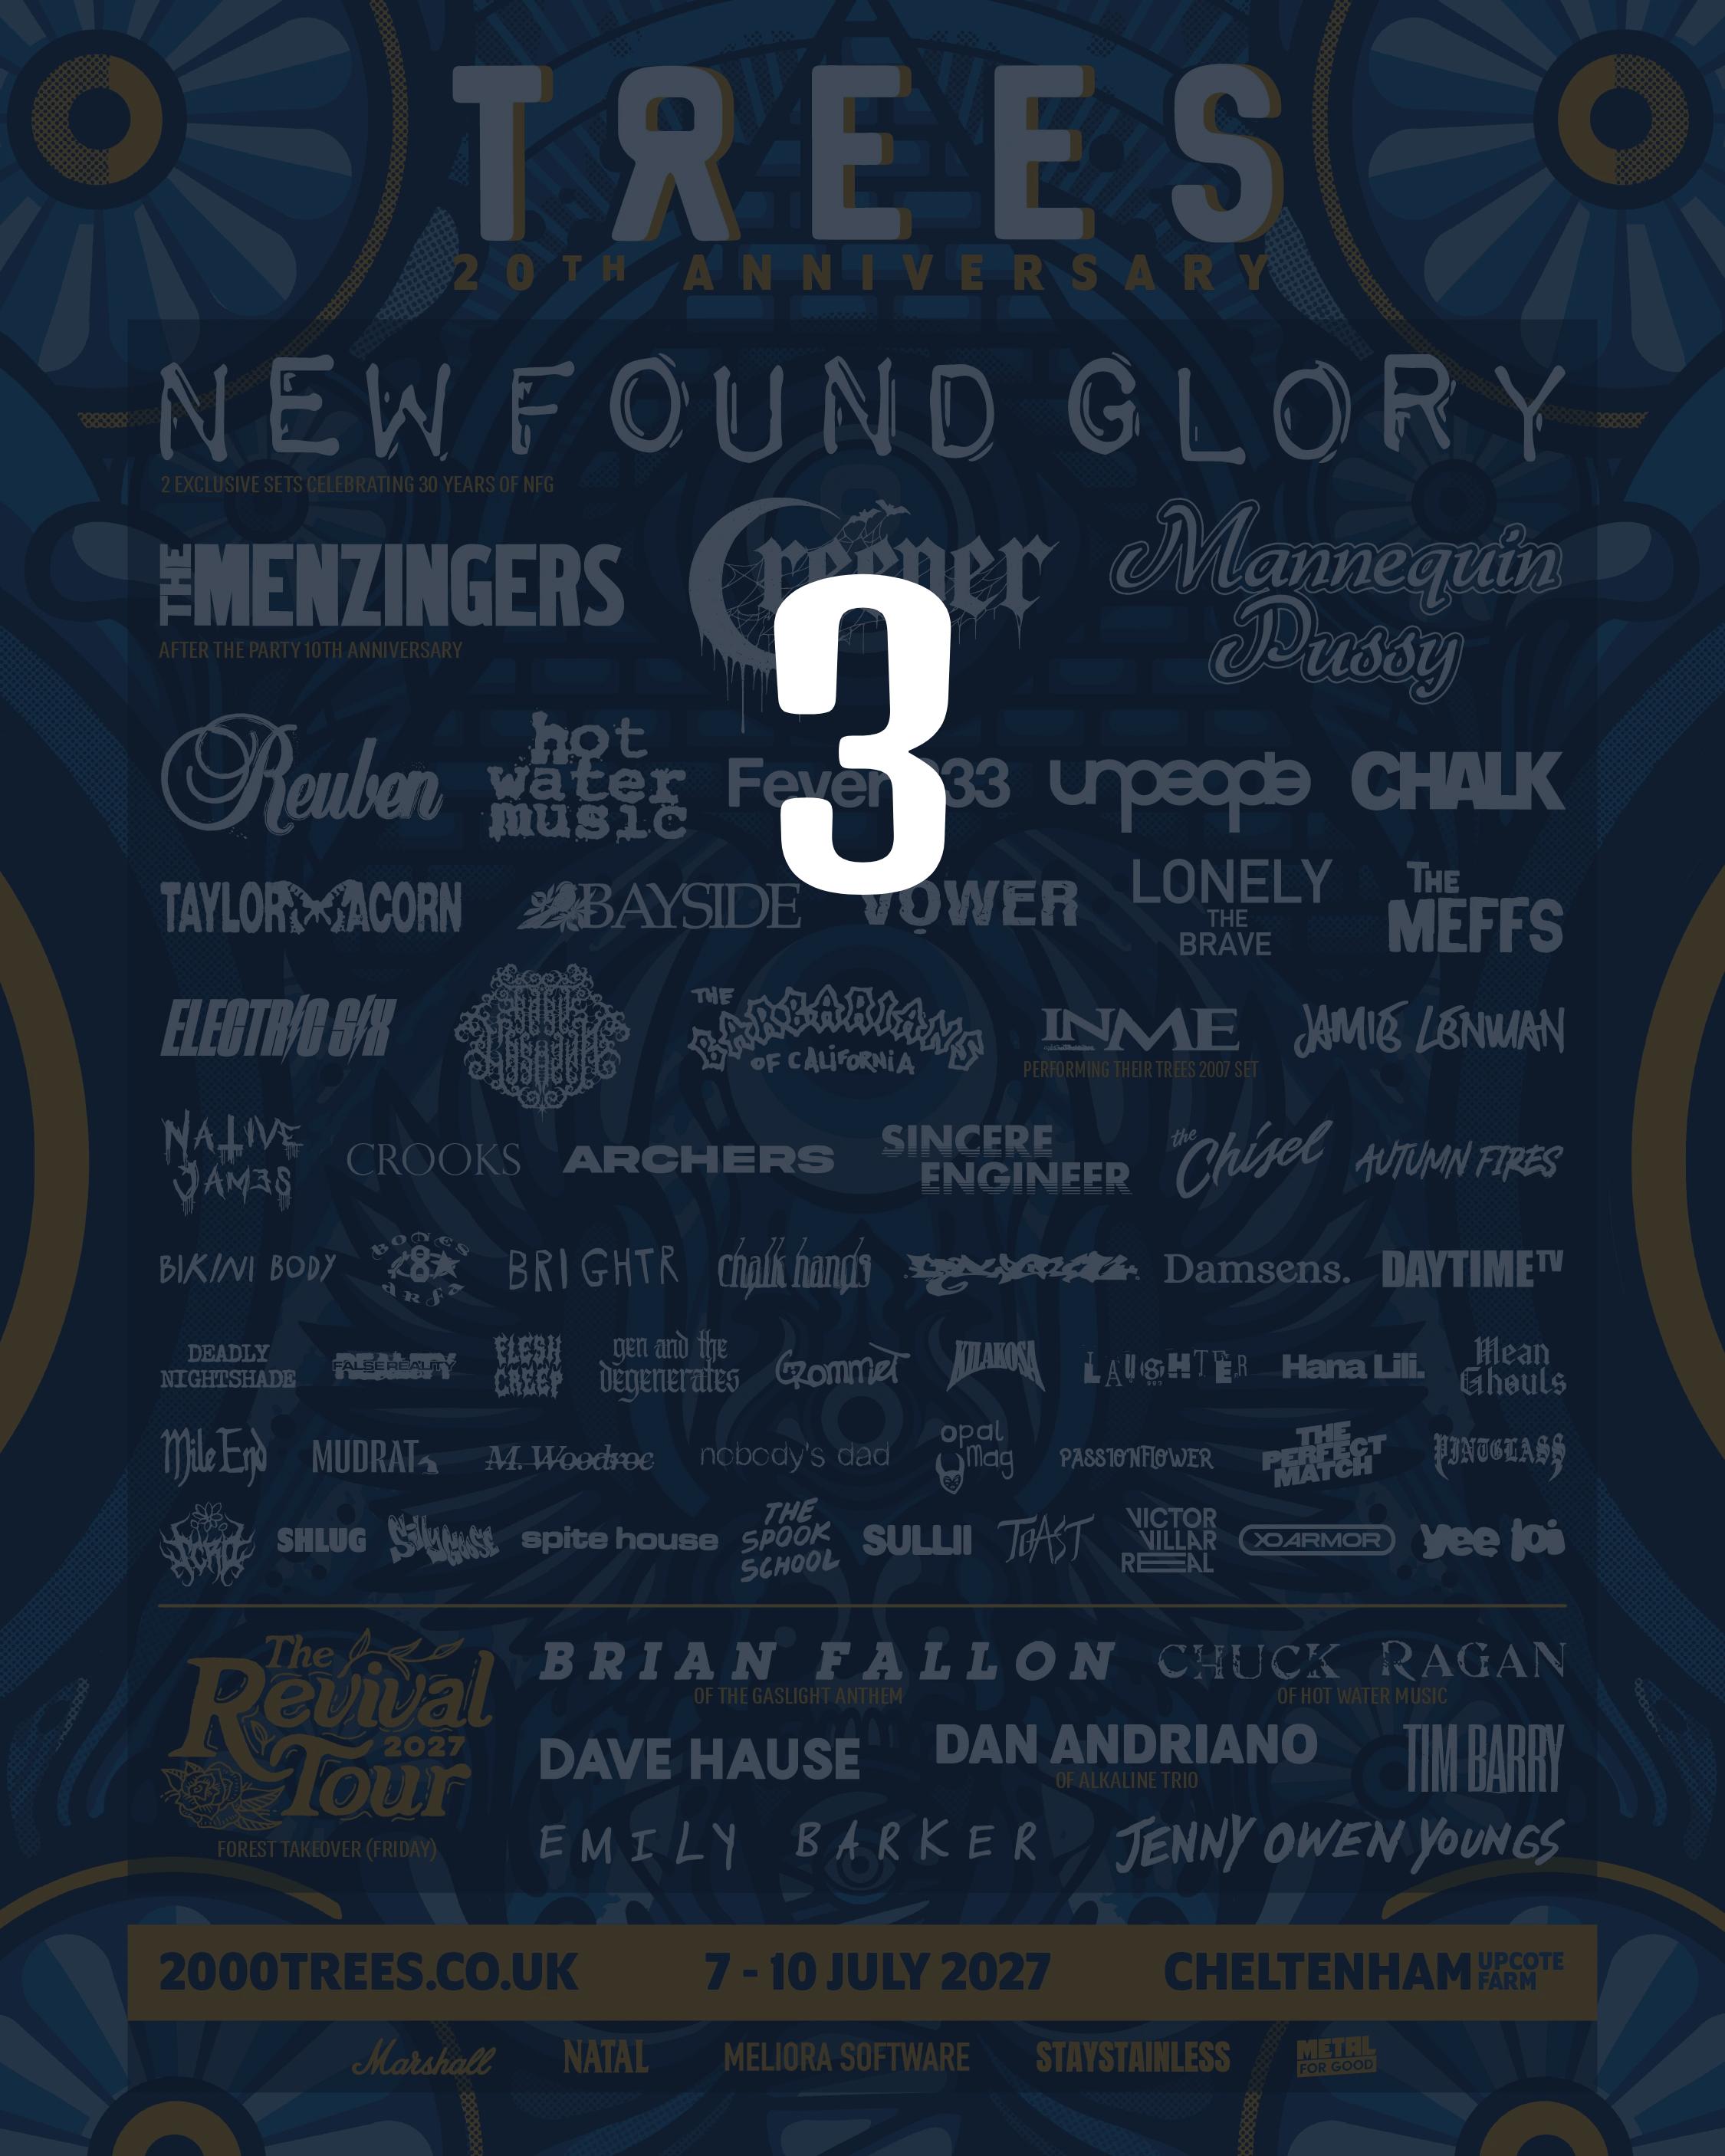 TREES
20TH ANNIVERSARY
NEW FOUND GLORY
2 EXCLUSIVE SETS CELEBRATING 30 YEARS OF NFG
THE MENZINGERS Creeper Mannequin Pussy
AFTER THE PARTY 10TH ANNIVERSARY
3
Reuben hot water music Fever 333 unpeople CHALK
TAYLOR ACORN BAYSIDE VOWER LONELY THE BRAVE THE MEFFS
ELECTRIC SIX THE BARBARIANS OF CALIFORNIA INME JAMIE LENMAN
PERFORMING THEIR TREES 2007 SET
NATIVE JAMES CROOKS ARCHERS SINCERE ENGINEER the Chisel AUTUMN FIRES
BIKINI BODY BRIGHTR chalk hands Damsens. DAYTIME TV
DEADLY NIGHTSHADE FALSE REALITY FLESH CREEP gen and the degenerates Grommet KILAKOSA LAUGHTER Hana Lili. Mean Ghouls
Mile End MUDRAT M. Woodroc nobody's dad opal mag PASSIONFLOWER THE PERFECT MATCH PINTGLASS
SHLUG spite house THE SPOOK SCHOOL SULLII TOAST VICTOR VILLAR REAL XO ARMOR yee loi
The Revival Tour 2027
FOREST TAKEOVER (FRIDAY)
BRIAN FALLON CHUCK RAGAN
OF THE GASLIGHT ANTHEM OF HOT WATER MUSIC
DAVE HAUSE DAN ANDRIANO TIM BARRY
OF ALKALINE TRIO
EMILY BARKER JENNY OWEN YOUNGS
2000TREES.CO.UK 7 - 10 JULY 2027 CHELTENHAM UPCOTE FARM
Marshall NATAL MELIORA SOFTWARE STAYSTAINLESS METAL FOR GOOD